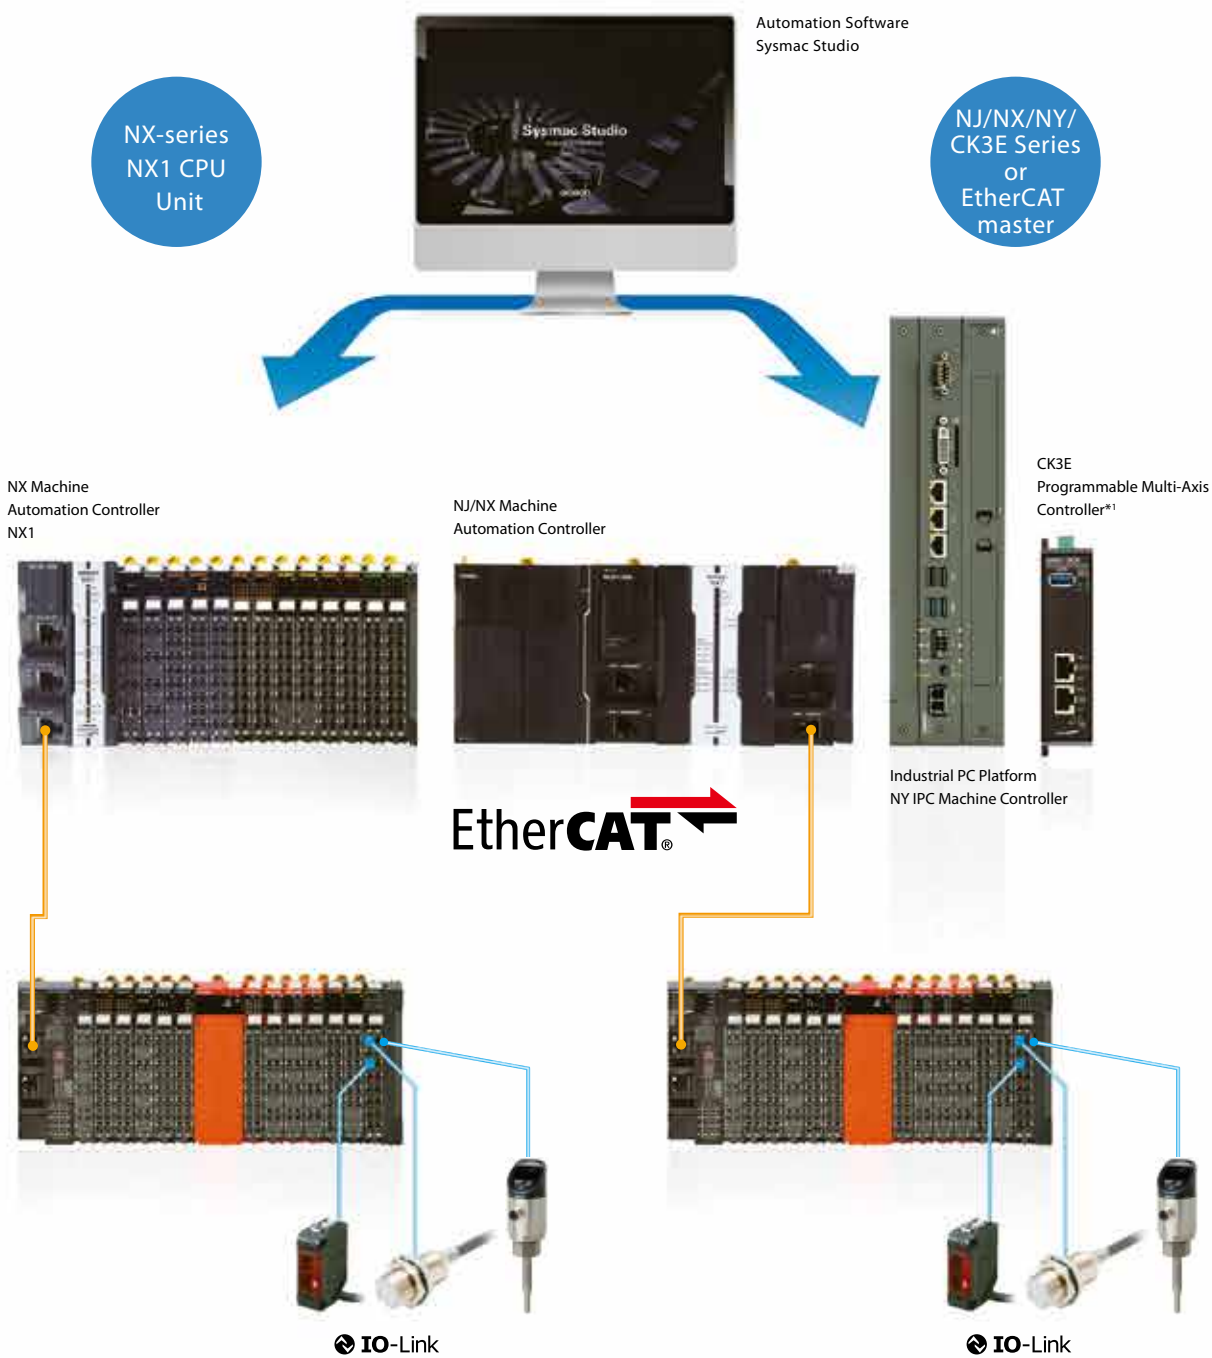 Automation Software
Sysmac Studio
NX-series
NX1 CPU
Unit
Sysmac Studio
NJ/NX/NY/
CK3E Series
or
EtherCAT
master
NX Machine
Automation Controller
NX1
NJ/NX Machine
Automation Controller
CK3E
Programmable Multi-Axis
Controller*1
Industrial PC Platform
NY IPC Machine Controller
EtherCAT®
IO-Link
IO-Link